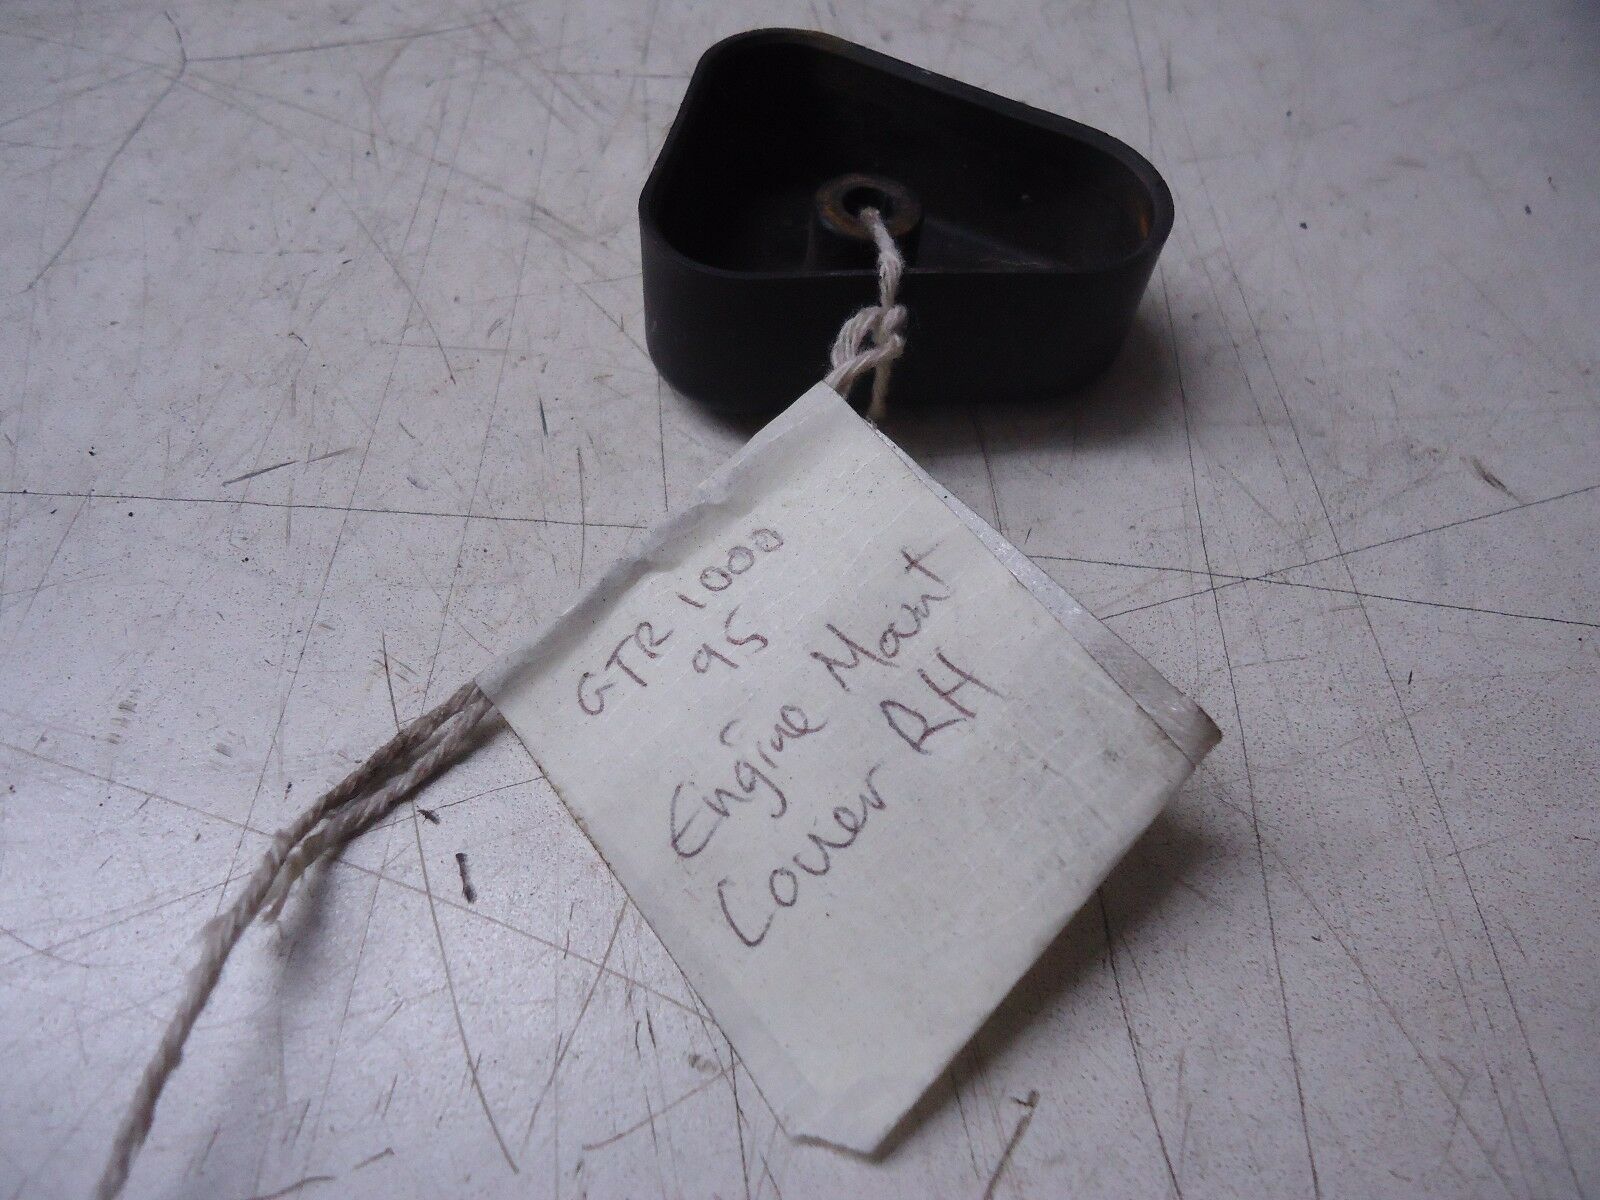 GTR 1000
95
Engine Mount
Cover RH